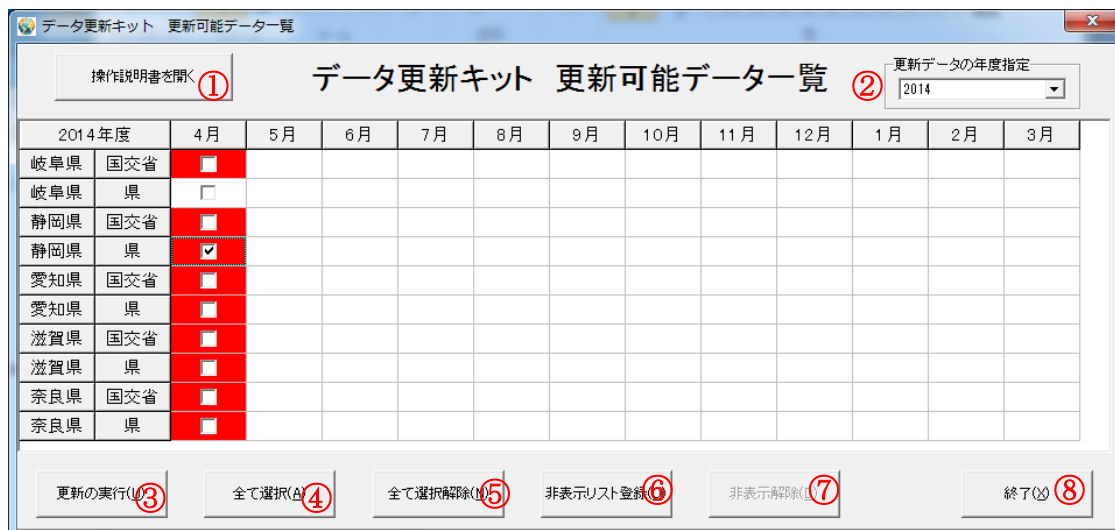 データ更新キット 更新可能データ一覧
x
操作説明書を開く ①
データ更新キット 更新可能データ一覧
② 更新データの年度指定
2014
2014年度 4月 5月 6月 7月 8月 9月 10月 11月 12月 1月 2月 3月
岐阜県 国交省
岐阜県 県
静岡県 国交省
静岡県 県
愛知県 国交省
愛知県 県
滋賀県 国交省
滋賀県 県
奈良県 国交省
奈良県 県
更新の実行(U) ③ 全て選択(A) ④ 全て選択解除(N) ⑤ 非表示リスト登録 ⑥ 非表示解除 ⑦ 終了(X) ⑧